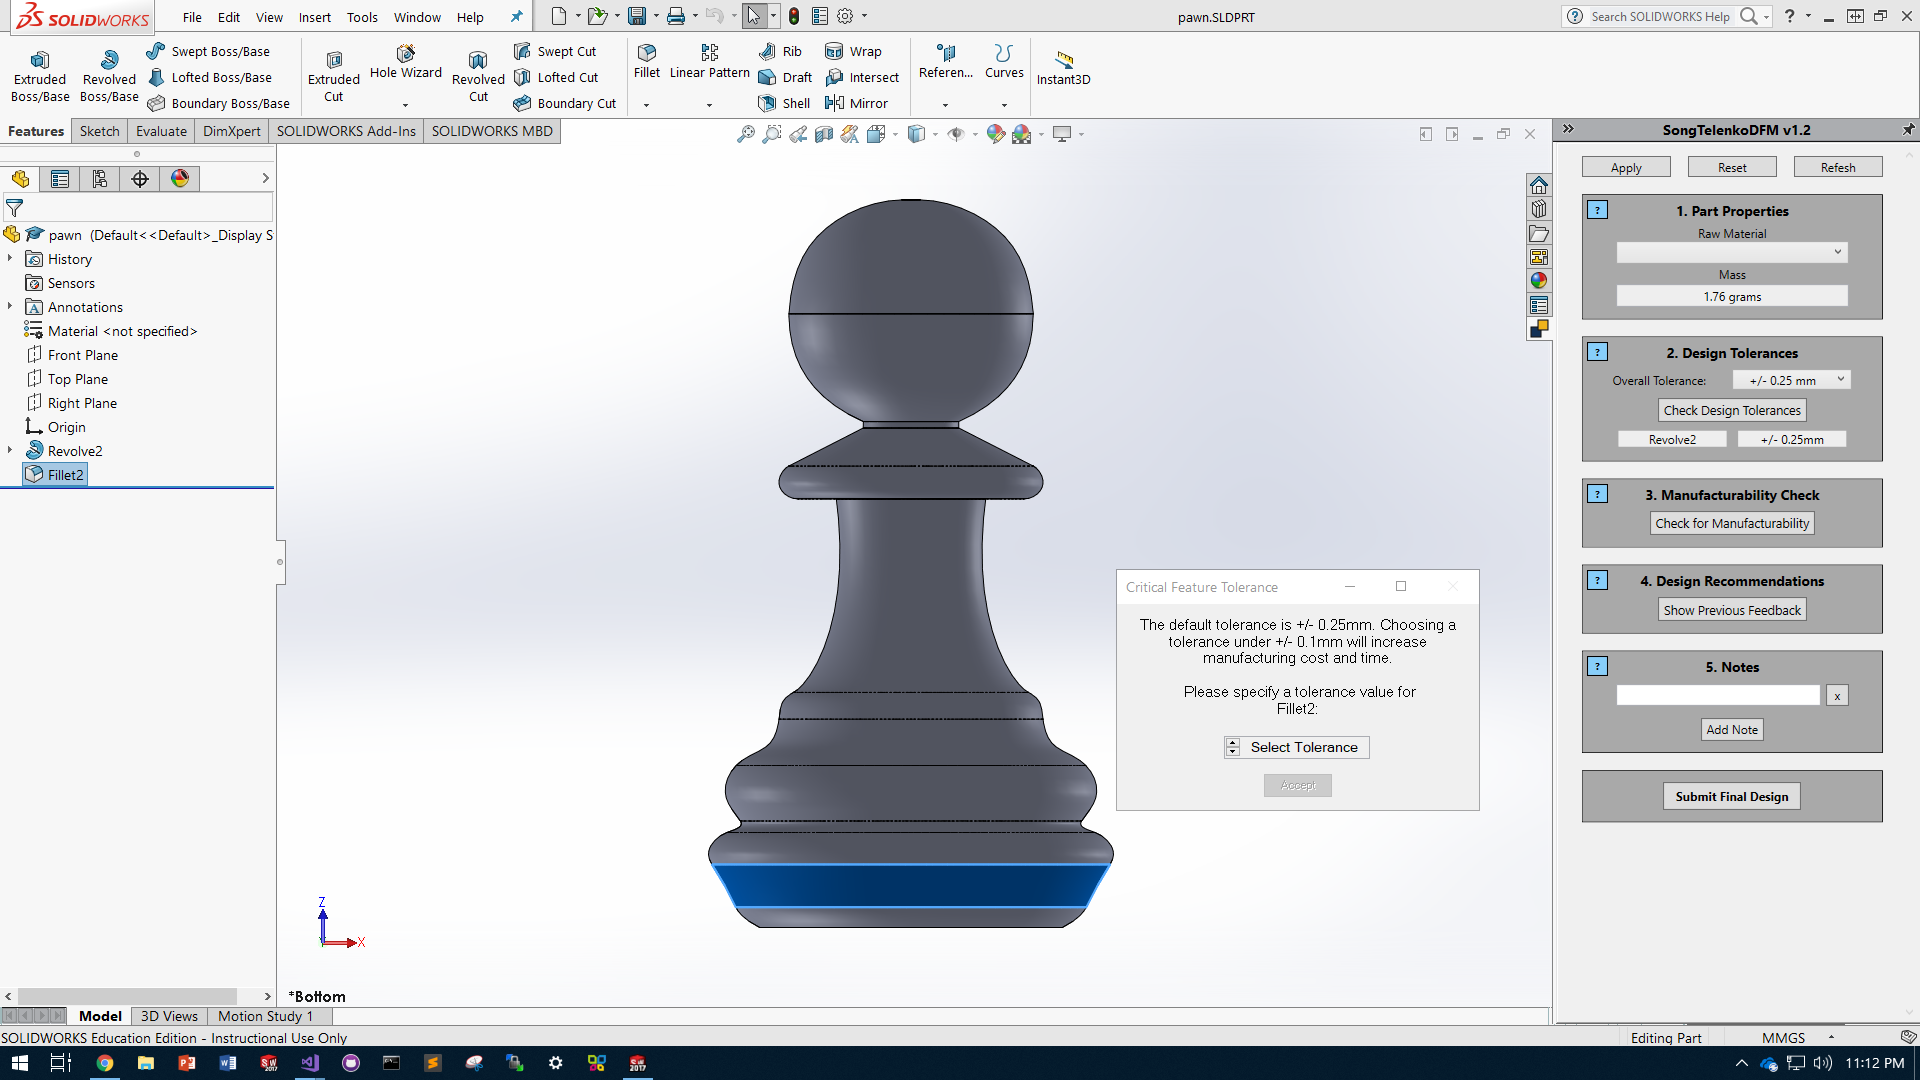 SOLIDWORKS
File Edit View Insert Tools Window Help
pawn.SLDPRT
Search SOLIDWORKS Help
?
Extruded Boss/Base
Revolved Boss/Base
Swept Boss/Base
Lofted Boss/Base
Boundary Boss/Base
Extruded Cut
Hole Wizard
Revolved Cut
Swept Cut
Lofted Cut
Boundary Cut
Fillet
Linear Pattern
Rib
Draft
Shell
Wrap
Intersect
Mirror
Referen...
Curves
Instant3D
Features Sketch Evaluate DimXpert SOLIDWORKS Add-Ins SOLIDWORKS MBD
pawn (Default<<Default>_Display S
History
Sensors
A Annotations
Material <not specified>
Front Plane
Top Plane
Right Plane
Origin
Revolve2
Fillet2
Z
X
*Bottom
Critical Feature Tolerance
The default tolerance is +/- 0.25mm. Choosing a
tolerance under +/- 0.1mm will increase
manufacturing cost and time.
Please specify a tolerance value for
Fillet2:
Select Tolerance
Accept
SongTelenkoDFM v1.2
Apply Reset Refesh
? 1. Part Properties
Raw Material
Mass
1.76 grams
? 2. Design Tolerances
Overall Tolerance: +/- 0.25 mm
Check Design Tolerances
Revolve2 +/- 0.25mm
? 3. Manufacturability Check
Check for Manufacturability
? 4. Design Recommendations
Show Previous Feedback
? 5. Notes
x
Add Note
Submit Final Design
Model 3D Views Motion Study 1
SOLIDWORKS Education Edition - Instructional Use Only
Editing Part MMGS
11:12 PM